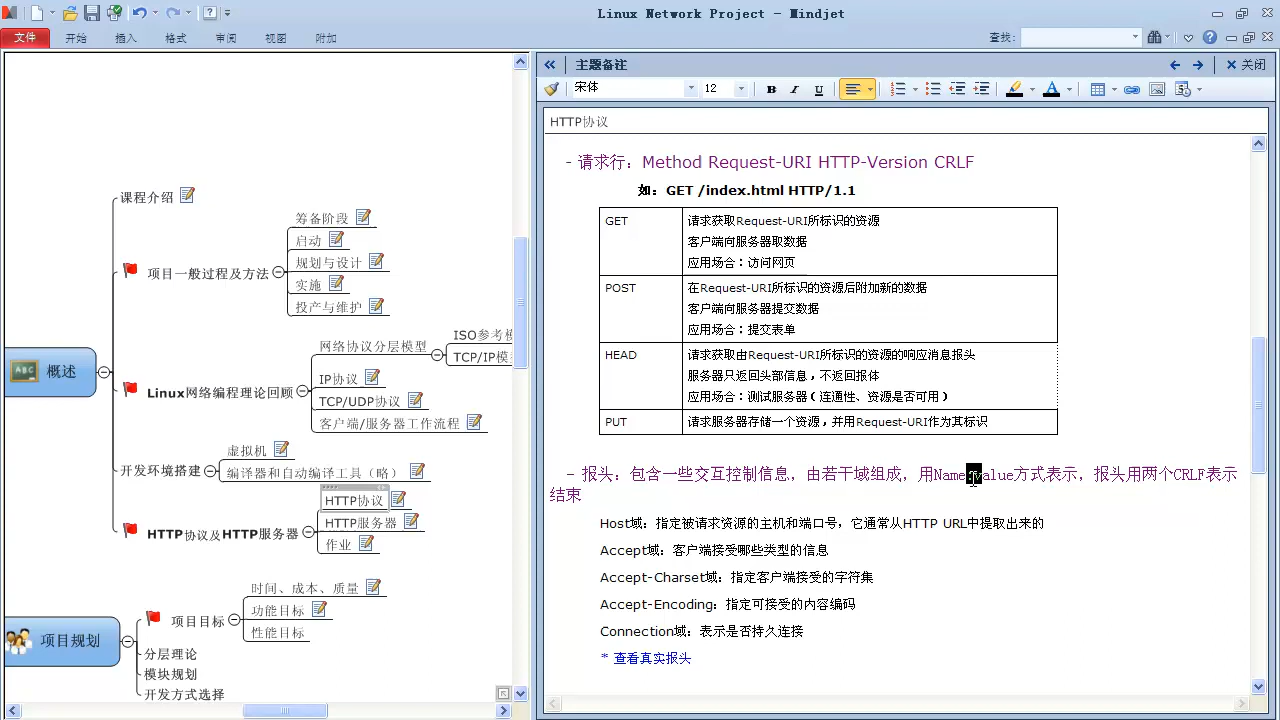 Linux Network Project - Mindjet
文件 开始 插入 格式 审阅 视图 附加 查找:
课程介绍
筹备阶段
启动
项目一般过程及方法
规划与设计
实施
投产与维护
ISO参考模
网络协议分层模型
TCP/IP模
概述
IP协议
Linux网络编程理论回顾
TCP/UDP协议
客户端/服务器工作流程
虚拟机
开发环境搭建
编译器和自动编译工具（略）
HTTP协议
HTTP服务器
HTTP协议及HTTP服务器
作业
时间、成本、质量
功能目标
项目目标
性能目标
项目规划
分层理论
模块规划
开发方式选择
主题备注 关闭
宋体 12 B I U
HTTP协议
- 请求行：Method Request-URI HTTP-Version CRLF
如：GET /index.html HTTP/1.1
GET 请求获取Request-URI所标识的资源
客户端向服务器取数据
应用场合：访问网页
POST 在Request-URI所标识的资源后附加新的数据
客户端向服务器提交数据
应用场合：提交表单
HEAD 请求获取由Request-URI所标识的资源的响应消息报头
服务器只返回头部信息，不返回报体
应用场合：测试服务器（连通性、资源是否可用）
PUT 请求服务器存储一个资源，并用Request-URI作为其标识
- 报头：包含一些交互控制信息，由若干域组成，用Name:value方式表示，报头用两个CRLF表示
结束
Host域：指定被请求资源的主机和端口号，它通常从HTTP URL中提取出来的
Accept域：客户端接受哪些类型的信息
Accept-Charset域：指定客户端接受的字符集
Accept-Encoding：指定可接受的内容编码
Connection域：表示是否持久连接
* 查看真实报头